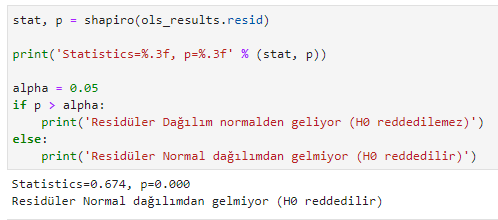 stat, p = shapiro(ols_results.resid)
print('Statistics=%.3f, p=%.3f' % (stat, p))
alpha = 0.05
if p > alpha:
    print('Residüler Dağılım normalden geliyor (H0 reddedilemez)')
else:
    print('Residüler Normal dağılımdan gelmiyor (H0 reddedilir)')
Statistics=0.674, p=0.000
Residüler Normal dağılımdan gelmiyor (H0 reddedilir)